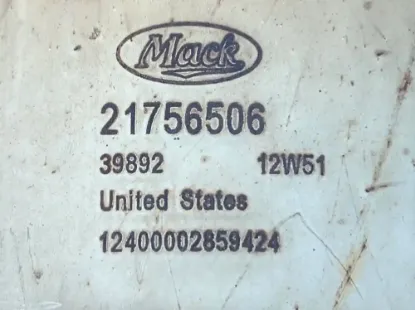 Mack
21756506
39892 12W51
United States
12400002859424